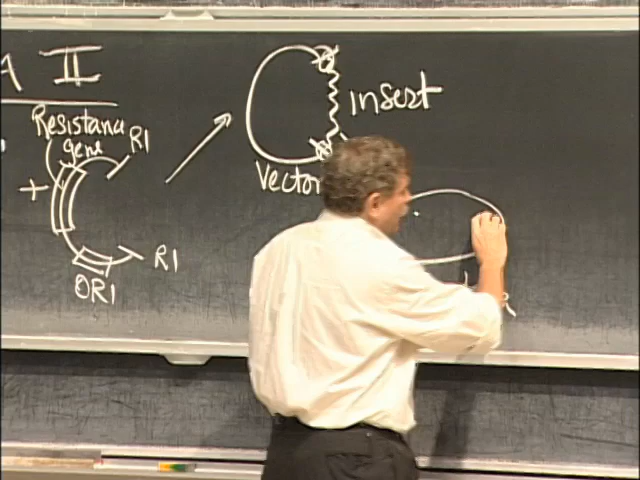 A II
Resistance
gene
R1
+
R1
ORI
insert
Vector